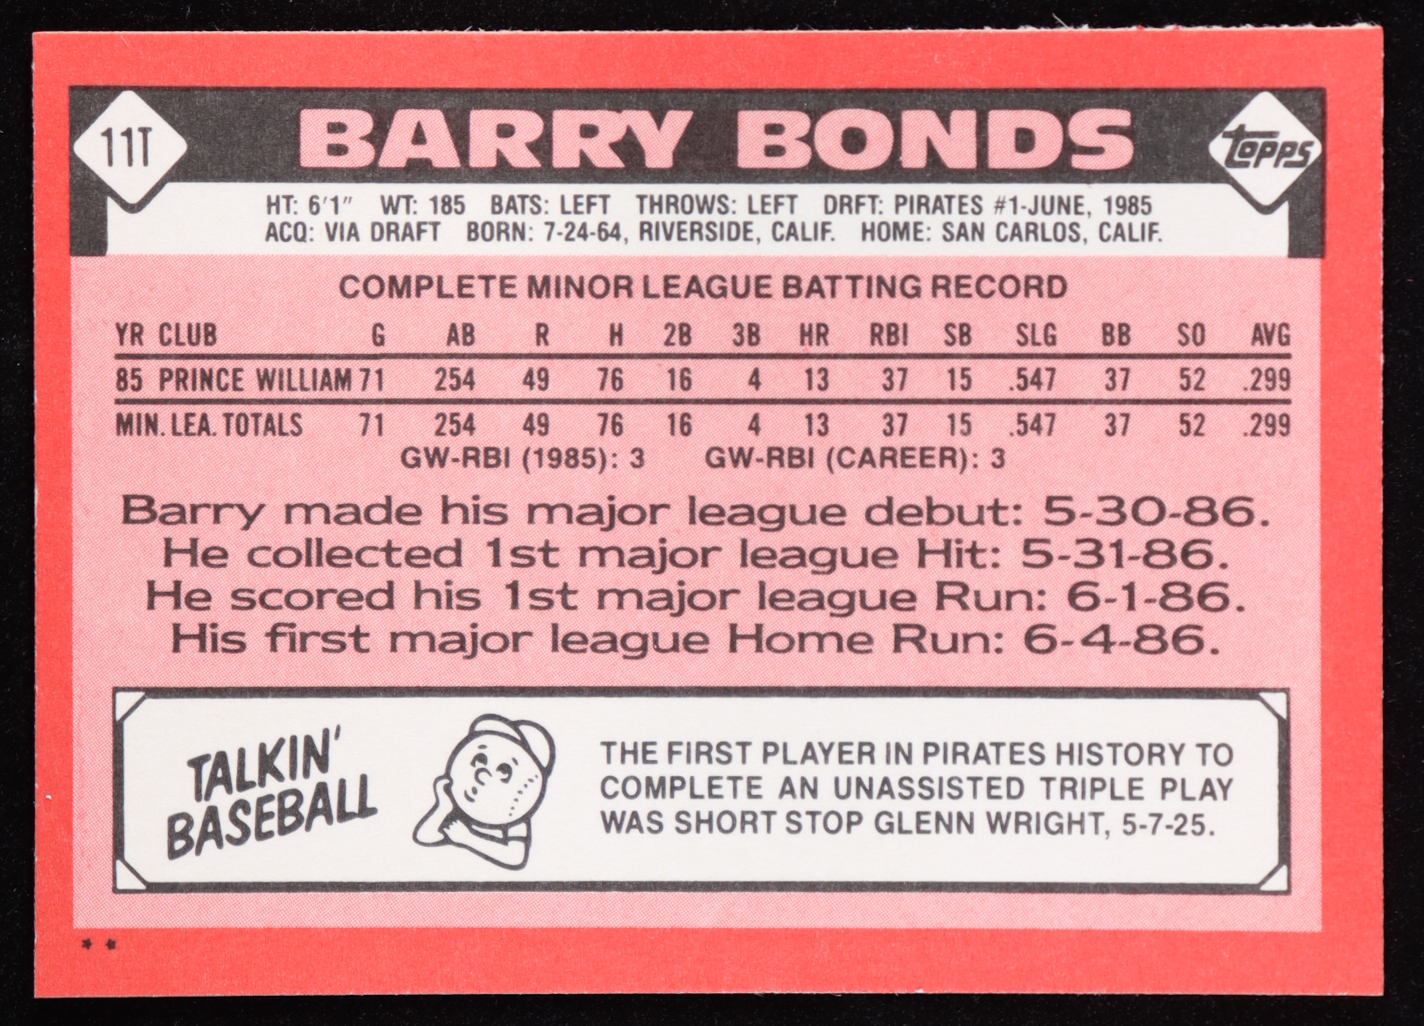 11T BARRY BONDS topps
HT: 6'1" WT: 185 BATS: LEFT THROWS: LEFT DRFT: PIRATES #1-JUNE, 1985
ACQ: VIA DRAFT BORN: 7-24-64, RIVERSIDE, CALIF. HOME: SAN CARLOS, CALIF.
COMPLETE MINOR LEAGUE BATTING RECORD
YR CLUB G AB R H 2B 3B HR RBI SB SLG BB SO AVG
85 PRINCE WILLIAM 71 254 49 76 16 4 13 37 15 .547 37 52 .299
MIN. LEA. TOTALS 71 254 49 76 16 4 13 37 15 .547 37 52 .299
GW-RBI (1985): 3 GW-RBI (CAREER): 3
Barry made his major league debut: 5-30-86.
He collected 1st major league Hit: 5-31-86.
He scored his 1st major league Run: 6-1-86.
His first major league Home Run: 6-4-86.
TALKIN'
BASEBALL
THE FIRST PLAYER IN PIRATES HISTORY TO
COMPLETE AN UNASSISTED TRIPLE PLAY
WAS SHORT STOP GLENN WRIGHT, 5-7-25.
* *